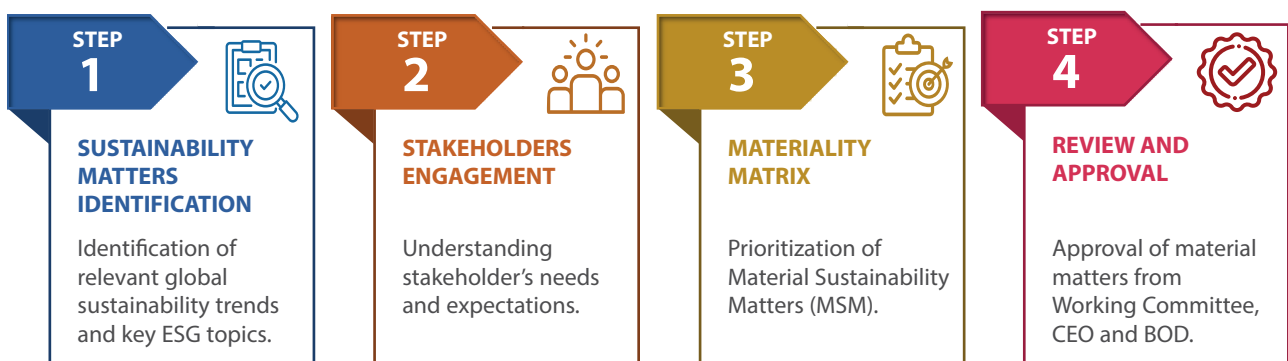 STEP
1
SUSTAINABILITY
MATTERS
IDENTIFICATION
Identification of
relevant global
sustainability trends
and key ESG topics.
STEP
2
STAKEHOLDERS
ENGAGEMENT
Understanding
stakeholder’s needs
and expectations.
STEP
3
MATERIALITY
MATRIX
Prioritization of
Material Sustainability
Matters (MSM).
STEP
4
REVIEW AND
APPROVAL
Approval of material
matters from
Working Committee,
CEO and BOD.